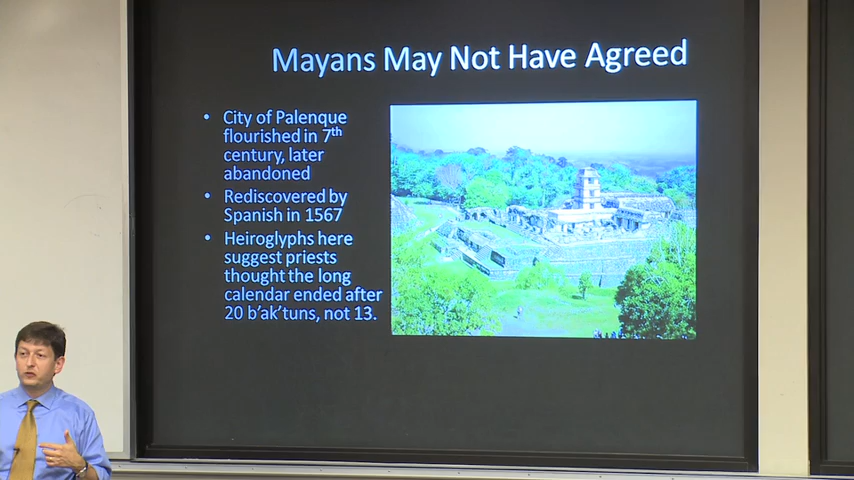 Mayans May Not Have Agreed
• City of Palenque
flourished in 7th
century, later
abandoned
• Rediscovered by
Spanish in 1567
• Heiroglyphs here
suggest priests
thought the long
calendar ended after
20 b'ak'tuns, not 13.